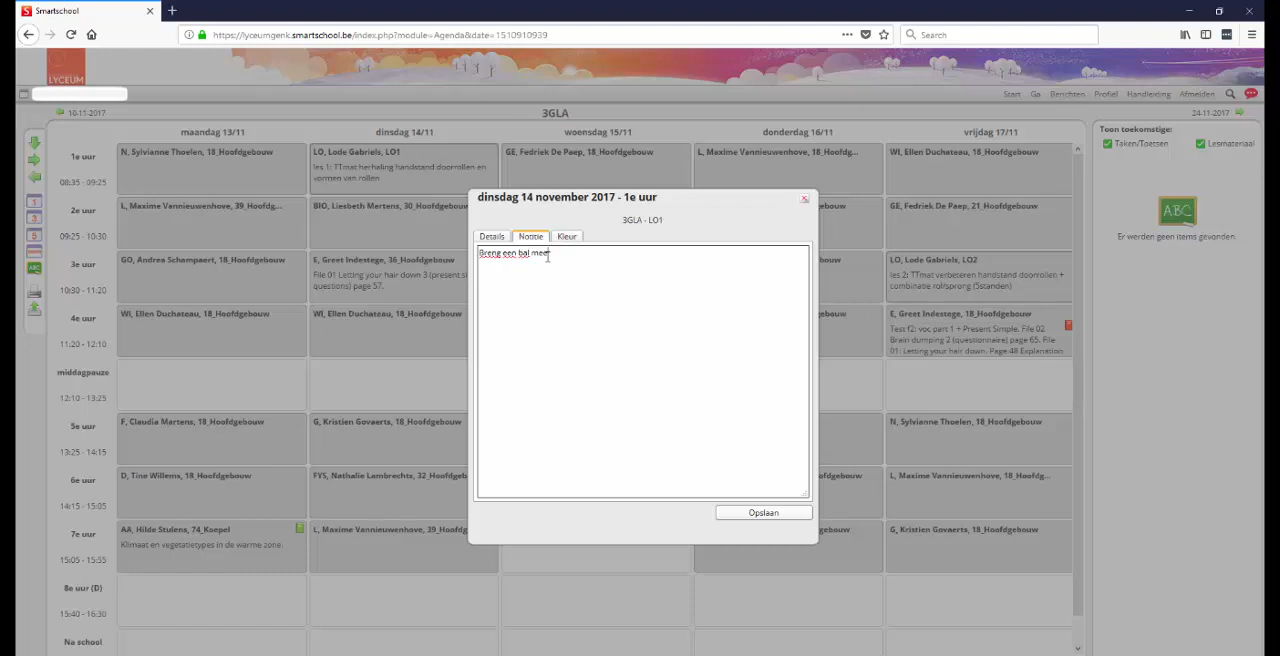 Smartschool
https://lyceumgenk.smartschool.be/index.php?module=Agenda&date=1510910939
Search
LYCEUM
Start Ga Berichten Profiel Handleiding Afmelden
10-11-2017
3GLA
24-11-2017
maandag 13/11
dinsdag 14/11
woensdag 15/11
donderdag 16/11
vrijdag 17/11
Toon toekomstige:
Taken/Toetsen
Lesmateriaal
ABC
Er werden geen items gevonden.
1e uur
08:35 - 09:25
N, Sylvianne Thoelen, 18_Hoofdgebouw
LO, Lode Gabriels, LO1
les 1: TTmat herhaling handstand doorrollen en
vormen van rollen
GE, Fedriek De Paep, 18_Hoofdgebouw
L, Maxime Vannieuwenhove, 18_Hoofdg...
WI, Ellen Duchateau, 18_Hoofdgebouw
2e uur
09:25 - 10:30
L, Maxime Vannieuwenhove, 39_Hoofdg...
BIO, Liesbeth Mertens, 30_Hoofdgebouw
GE, Fedriek De Paep, 21_Hoofdgebouw
3e uur
10:30 - 11:20
GO, Andrea Schampaert, 18_Hoofdgebouw
E, Greet Indestege, 36_Hoofdgebouw
File 01 Letting your hair down 3 (present si
questions) page 57.
LO, Lode Gabriels, LO2
les 2: TTmat verbeteren handstand doorrollen +
combinatie rol/sprong (5standen)
4e uur
11:20 - 12:10
WI, Ellen Duchateau, 18_Hoofdgebouw
WI, Ellen Duchateau, 18_Hoofdgebouw
E, Greet Indestege, 18_Hoofdgebouw
Test f2: voc part 1 + Present Simple. File 02
Brain dumping 2 (questionnaire) page 65. File
01: Letting your hair down. Page 48 Explanation
middagpauze
12:10 - 13:25
5e uur
13:25 - 14:15
F, Claudia Martens, 18_Hoofdgebouw
G, Kristien Govaerts, 18_Hoofdgebouw
N, Sylvianne Thoelen, 18_Hoofdgebouw
6e uur
14:15 - 15:05
D, Tine Willems, 18_Hoofdgebouw
FYS, Nathalie Lambrechts, 32_Hoofdgeb
L, Maxime Vannieuwenhove, 18_Hoofdg...
7e uur
15:05 - 15:55
AA, Hilde Stulens, 74_Koepel
Klimaat en vegetatietypes in de warme zone.
L, Maxime Vannieuwenhove, 39_Hoofdg
G, Kristien Govaerts, 18_Hoofdgebouw
8e uur (D)
15:40 - 16:30
Na school
dinsdag 14 november 2017 - 1e uur
3GLA - LO1
Details Notitie Kleur
Breng een bal mee
Opslaan